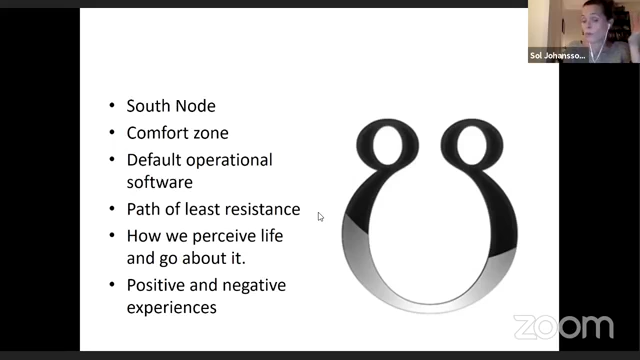 Sol Johansso...
• South Node
• Comfort zone
• Default operational
software
• Path of least resistance
• How we perceive life
and go about it.
• Positive and negative
experiences
zoom